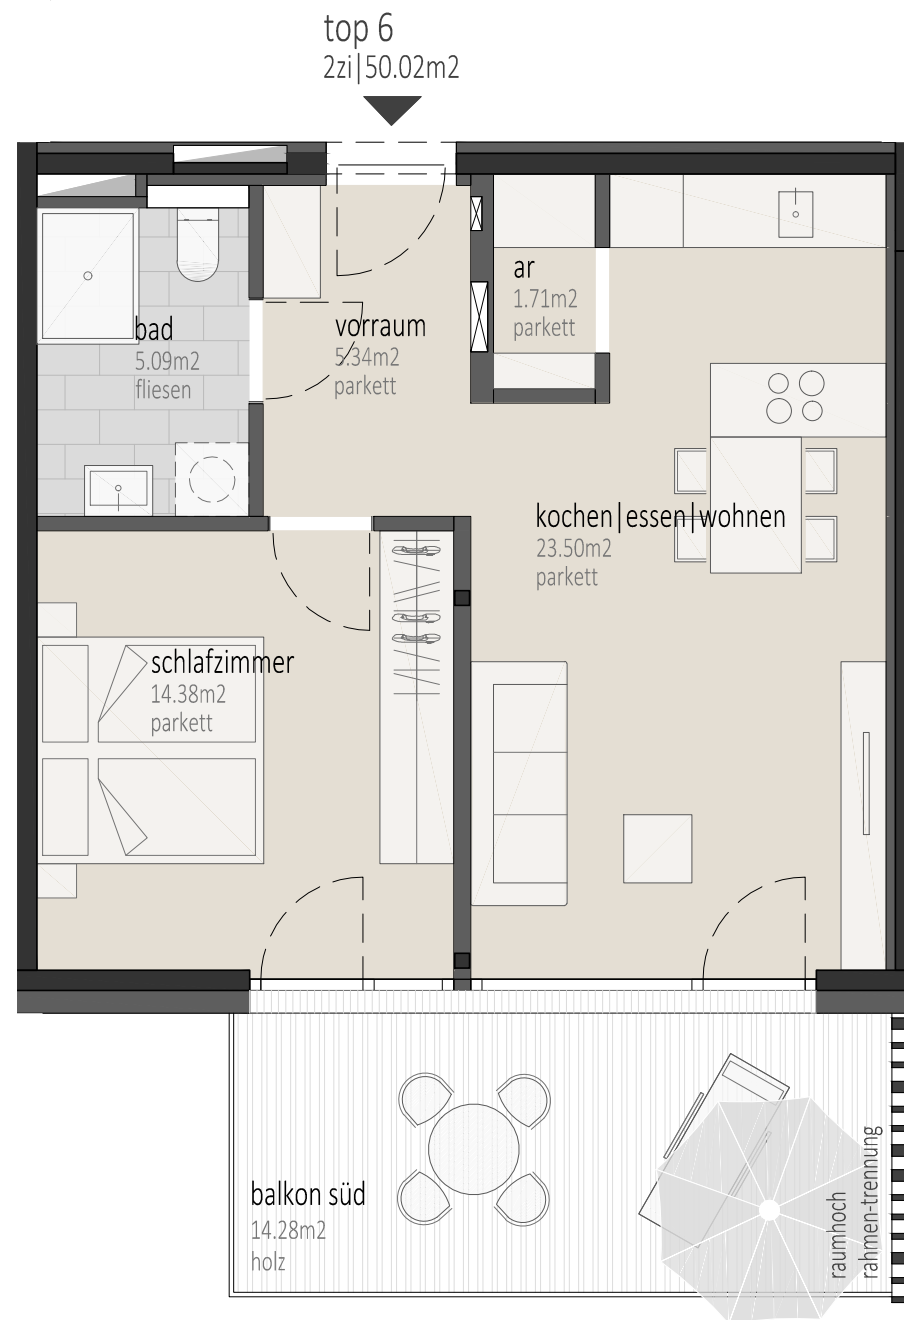 top 6
2zi|50.02m2
ar
1.71m2
parkett
bad
5.09m2
fliesen
vorraum
5.34m2
parkett
kochen|essen|wohnen
23.50m2
parkett
schlafzimmer
14.38m2
parkett
balkon süd
14.28m2
holz
raumhoch
rahmen-trennung